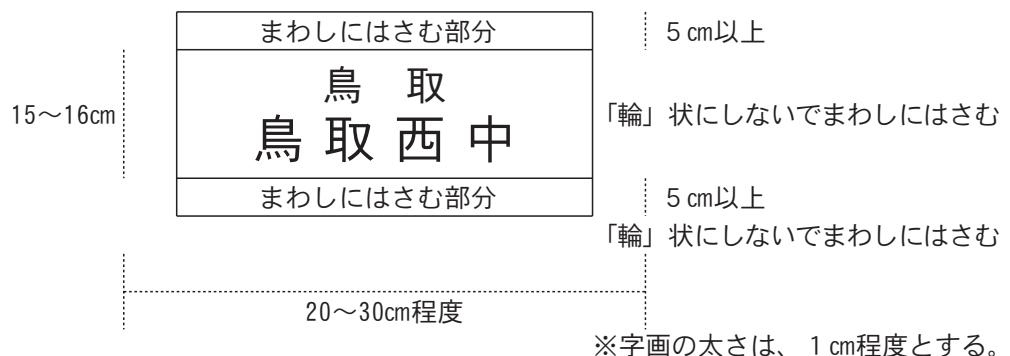 まわしにはさむ部分
5㎝以上
鳥 取
15～16cm
「輪」状にしないでまわしにはさむ
鳥取西中
まわしにはさむ部分
5㎝以上
「輪」状にしないでまわしにはさむ
20～30cm程度
※字画の太さは、1㎝程度とする。